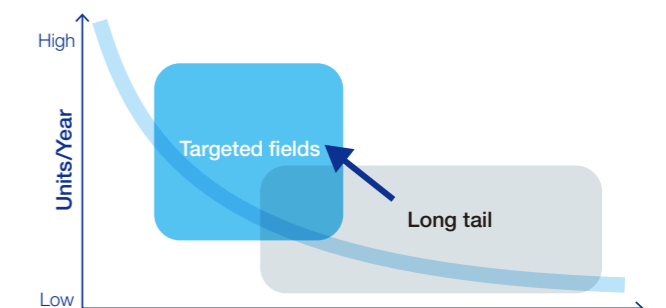 High
Units/Year
Targeted fields
Long tail
Low